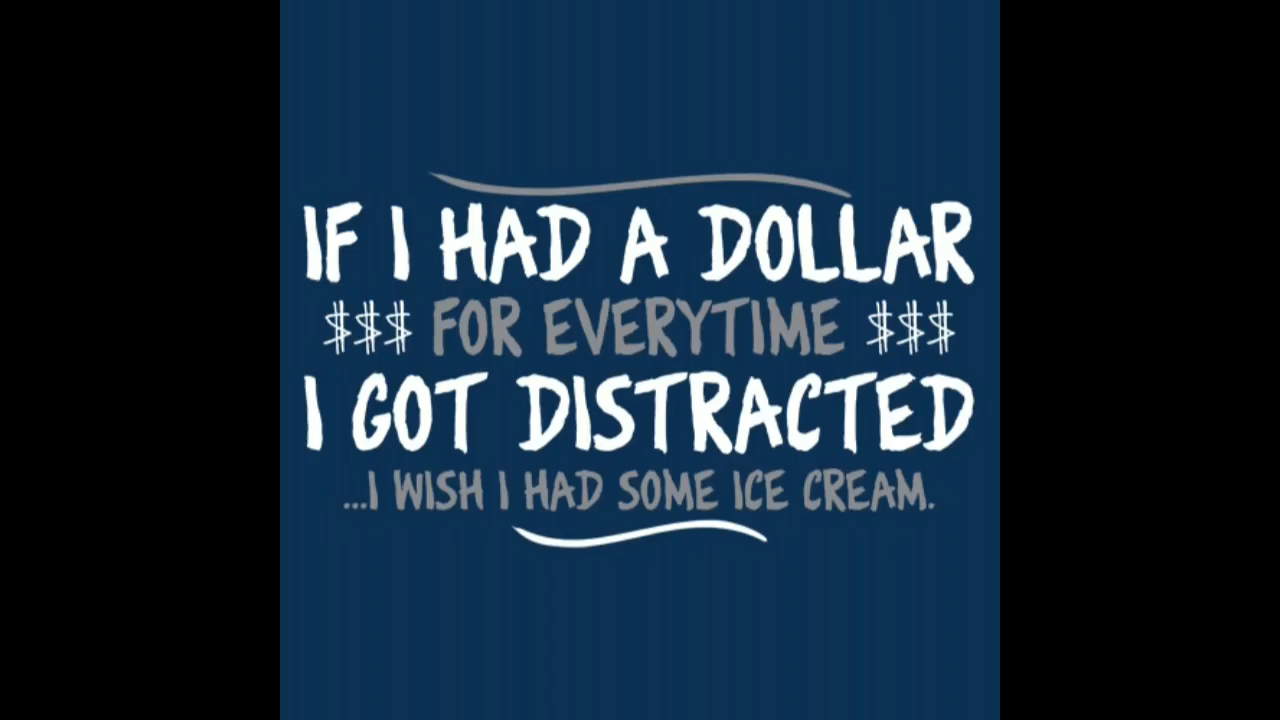 IF I HAD A DOLLAR
$$$ FOR EVERYTIME $$$
I GOT DISTRACTED
...I WISH I HAD SOME ICE CREAM.